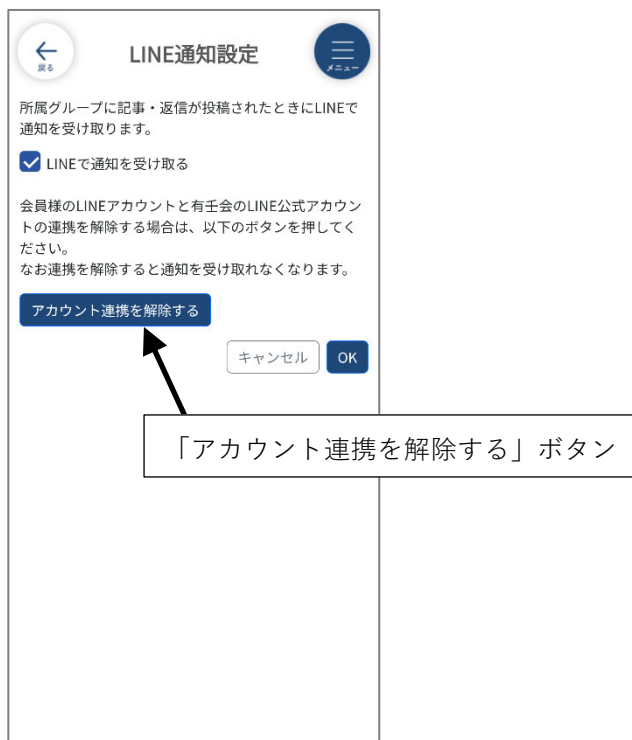 戻る
LINE通知設定
メニュー
所属グループに記事・返信が投稿されたときにLINEで
通知を受け取ります。
LINEで通知を受け取る
会員様のLINEアカウントと有壬会のLINE公式アカウン
トの連携を解除する場合は、以下のボタンを押してく
ださい。
なお連携を解除すると通知を受け取れなくなります。
アカウント連携を解除する
キャンセル
OK
「アカウント連携を解除する」ボタン